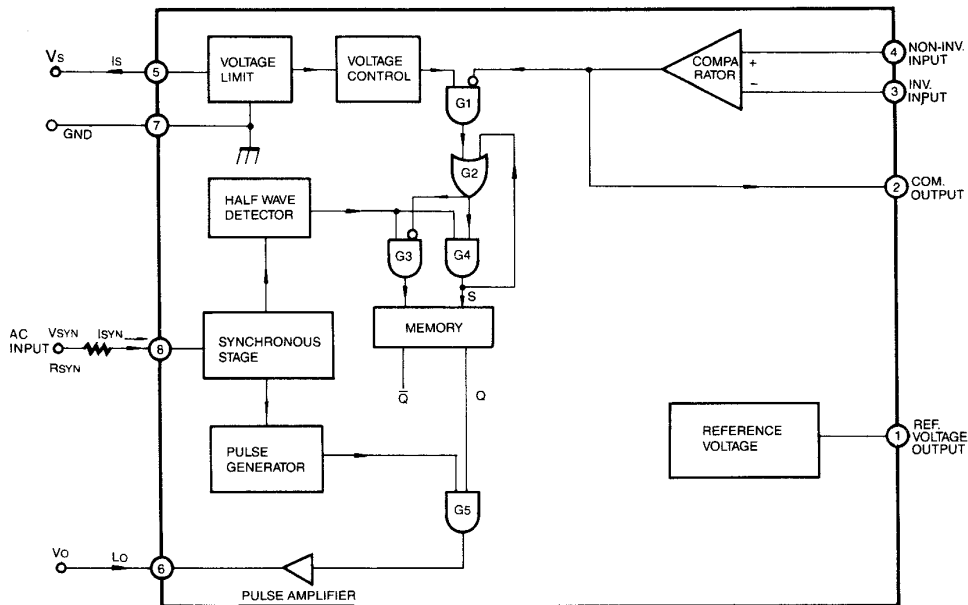 Vs
Is
5
VOLTAGE
LIMIT
VOLTAGE
CONTROL
G1
COMPA
RATOR
+
−
4
NON-INV.
INPUT
3
INV.
INPUT
GND
7
G2
2
COM.
OUTPUT
HALF WAVE
DETECTOR
G3
G4
S
MEMORY
AC
INPUT
VSYN
ISYN
RSYN
8
SYNCHRONOUS
STAGE
Q̅
Q
REFERENCE
VOLTAGE
1
REF.
VOLTAGE
OUTPUT
PULSE
GENERATOR
G5
Vo
Lo
6
PULSE AMPLIFIER